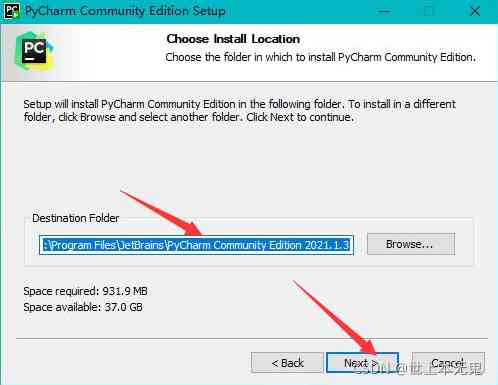 PyCharm Community Edition Setup
PC
Choose Install Location
Choose the folder in which to install PyCharm Community Edition.
PC
Setup will install PyCharm Community Edition in the following folder. To install in a different
folder, click Browse and select another folder. Click Next to continue.
Destination Folder
:\Program Files\JetBrains\PyCharm Community Edition 2021.1.3
Browse...
Space required: 931.9 MB
Space available: 37.0 GB
< Back
Next >
Cancel
CSDN @世上本无鬼